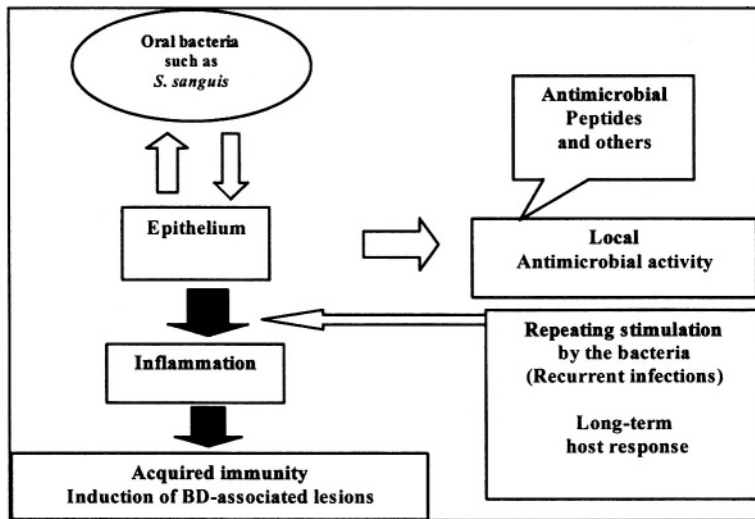 Oral bacteria
such as
S. sanguis
Antimicrobial
Peptides
and others
Epithelium
Local
Antimicrobial activity
Inflammation
Repeating stimulation
by the bacteria
(Recurrent infections)
Long-term
host response
Acquired immunity
Induction of BD-associated lesions